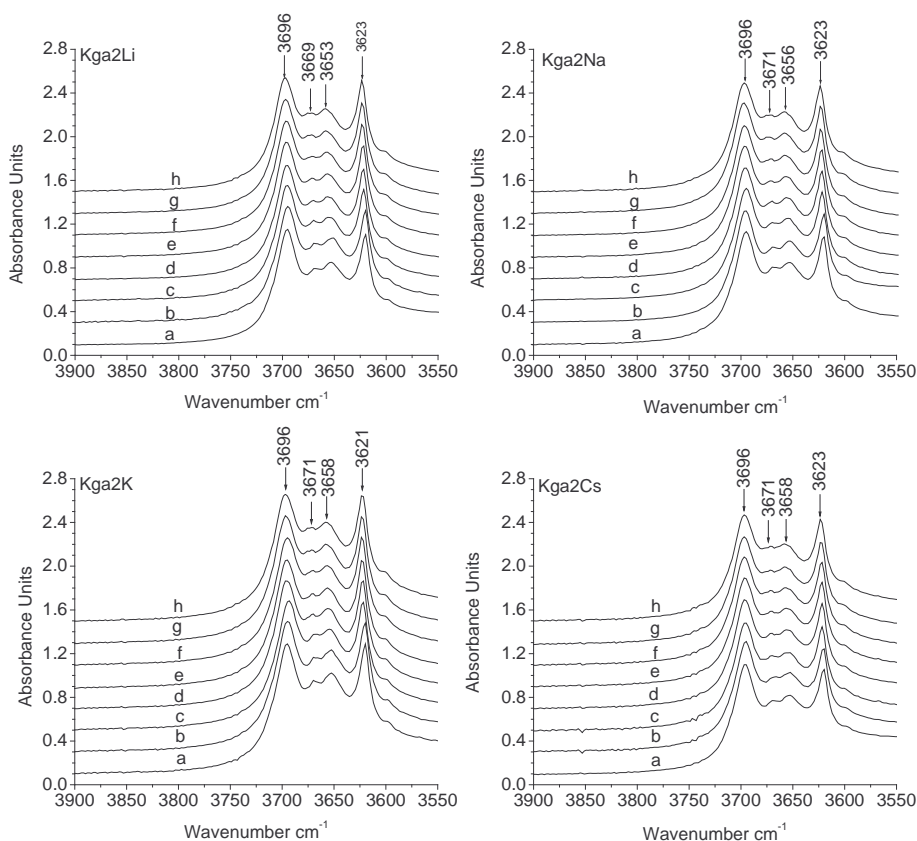 Kga2Li
3696
3669
3653
3623
2.8
2.4
2.0
1.6
1.2
0.8
0.4
0.0
Absorbance Units
h
g
f
e
d
c
b
a
3900 3850 3800 3750 3700 3650 3600 3550
Wavenumber cm-1
Kga2Na
3696
3671
3656
3623
2.8
2.4
2.0
1.6
1.2
0.8
0.4
0.0
Absorbance Units
h
g
f
e
d
c
b
a
3900 3850 3800 3750 3700 3650 3600 3550
Wavenumber cm-1
Kga2K
3696
3671
3658
3621
2.8
2.4
2.0
1.6
1.2
0.8
0.4
0.0
Absorbance Units
h
g
f
e
d
c
b
a
3900 3850 3800 3750 3700 3650 3600 3550
Wavenumber cm-1
Kga2Cs
3696
3671
3658
3623
2.8
2.4
2.0
1.6
1.2
0.8
0.4
0.0
Absorbance Units
h
g
f
e
d
c
b
a
3900 3850 3800 3750 3700 3650 3600 3550
Wavenumber cm-1